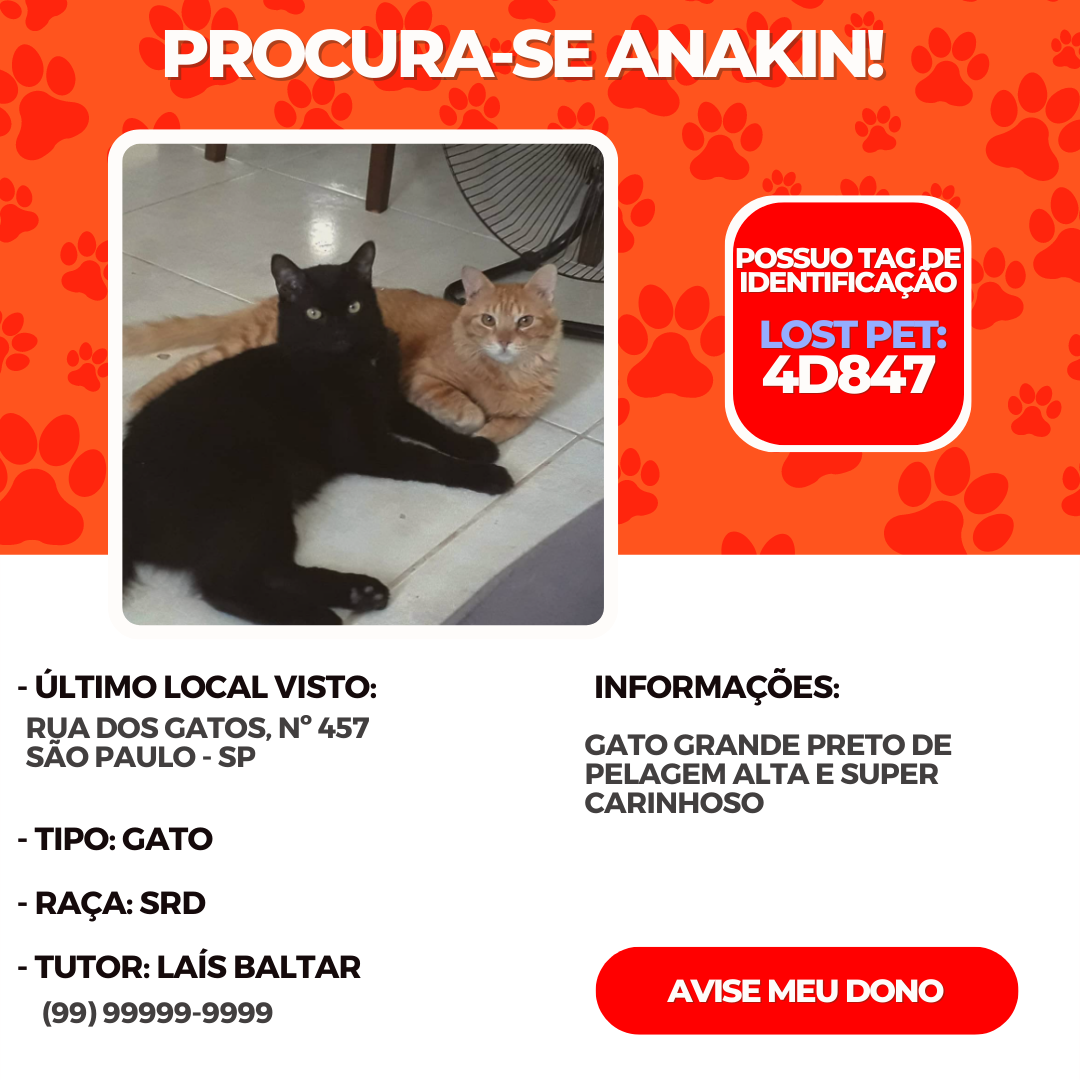 PROCURA-SE ANAKIN!
POSSUO TAG DE
IDENTIFICAÇÃO
LOST PET:
4D847
- ÚLTIMO LOCAL VISTO:
RUA DOS GATOS, Nº 457
SÃO PAULO - SP
- TIPO: GATO
- RAÇA: SRD
- TUTOR: LAÍS BALTAR
(99) 99999-9999
INFORMAÇÕES:
GATO GRANDE PRETO DE
PELAGEM ALTA E SUPER
CARINHOSO
AVISE MEU DONO